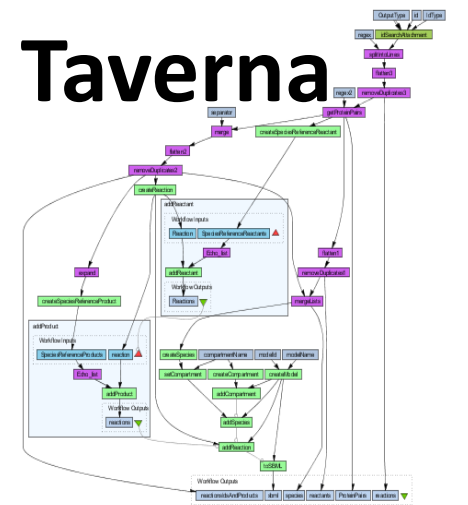 OutputType id IdType
regex idSearchAttachment
splitIntoLines
Taverna
flatten3
regex2 removeDuplicates3
separator getProteinPairs
merge createSpeciesReferenceReactant
flatten2
removeDuplicates2
createReaction
addReactant
Workflow Inputs
Reaction SpeciesReferenceReactants
Echo_list flatten1
expand addReactant removeDuplicates1
Workflow Outputs
createSpeciesReferenceProduct Reactions mergeLists
addProduct
Workflow Inputs
SpeciesReferenceProducts reaction createSpecies compartmentName modelId modelName
Echo_list setCompartment createCompartment createModel
addProduct addCompartment
Workflow Outputs
reactions addSpecies
addReaction
toSBML
Workflow Outputs
reactionsIdsAndProducts sbml species reactants ProteinPairs reactions